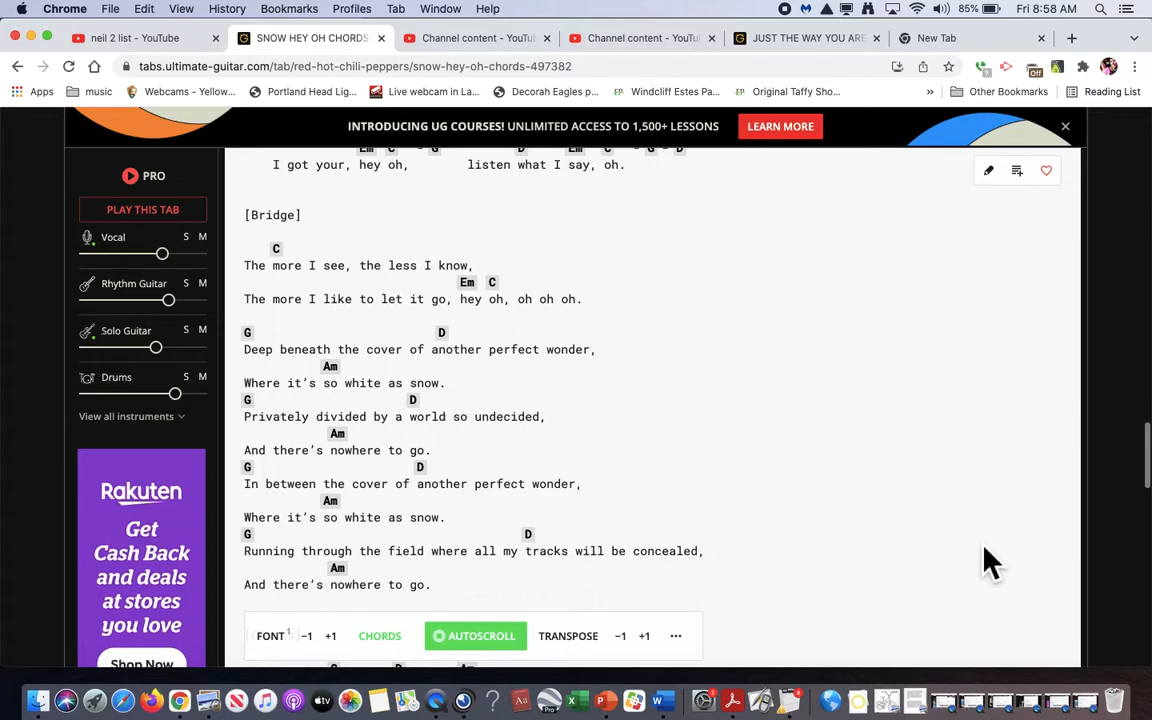 Chrome File Edit View History Bookmarks Profiles Tab Window Help 85% Fri 8:58 AM
neil 2 list - YouTube SNOW HEY OH CHORDS Channel content - YouTube Channel content - YouTube JUST THE WAY YOU ARE New Tab
tabs.ultimate-guitar.com/tab/red-hot-chili-peppers/snow-hey-oh-chords-497382
Apps music Webcams - Yellow... Portland Head Lig... Live webcam in La... Decorah Eagles p... Windcliff Estes Pa... Original Taffy Sho... » Other Bookmarks Reading List
INTRODUCING UG COURSES! UNLIMITED ACCESS TO 1,500+ LESSONS LEARN MORE
Em C G D Em C G D
I got your, hey oh, listen what I say, oh.
PRO
PLAY THIS TAB
Vocal S M
Rhythm Guitar S M
Solo Guitar S M
Drums S M
View all instruments
[Bridge]
C
The more I see, the less I know,
Em C
The more I like to let it go, hey oh, oh oh oh.
G D
Deep beneath the cover of another perfect wonder,
Am
Where it's so white as snow.
G D
Privately divided by a world so undecided,
Am
And there's nowhere to go.
G D
In between the cover of another perfect wonder,
Am
Where it's so white as snow.
G D
Running through the field where all my tracks will be concealed,
Am
And there's nowhere to go.
FONT -1 +1 CHORDS AUTOSCROLL TRANSPOSE -1 +1 •••
Rakuten
Get
Cash Back
and deals
at stores
you love
Shop Now